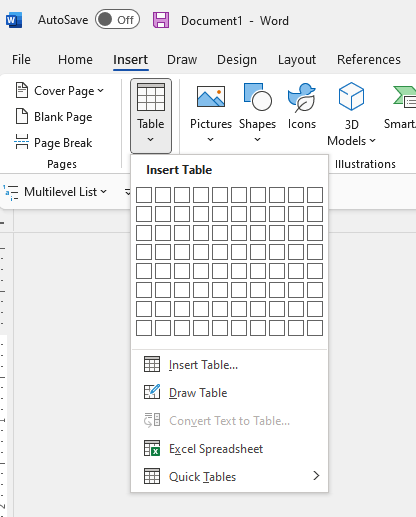 AutoSave Off Document1 - Word
File Home Insert Draw Design Layout References
Cover Page
Blank Page
Page Break
Pages
Table
Pictures
Shapes
Icons
3D
Models
SmartA
Illustrations
Multilevel List
Insert Table
Insert Table...
Draw Table
Convert Text to Table...
Excel Spreadsheet
Quick Tables